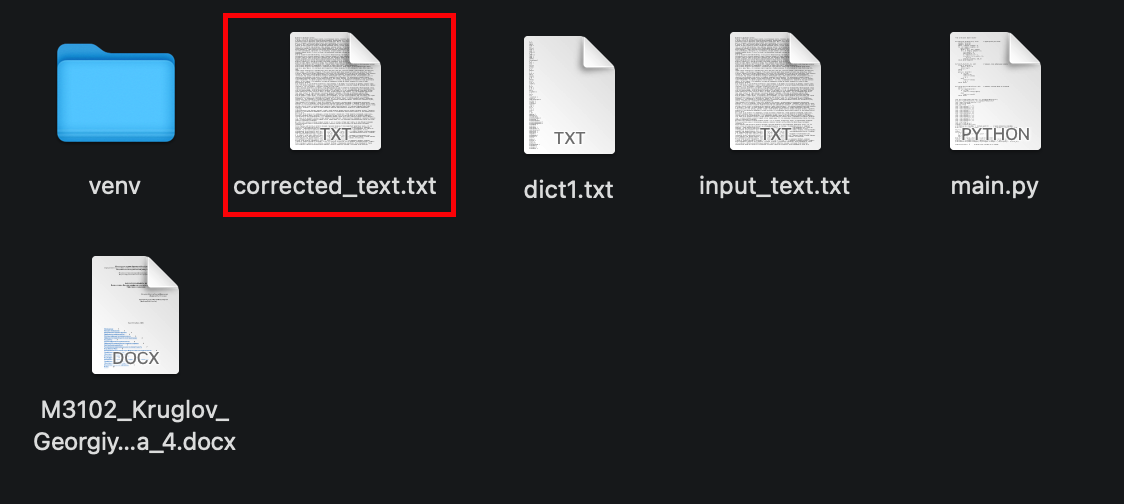 TXT
TXT
TXT
PYTHON
venv
corrected_text.txt
dict1.txt
input_text.txt
main.py
DOCX
M3102_Kruglov_
Georgiy...a_4.docx